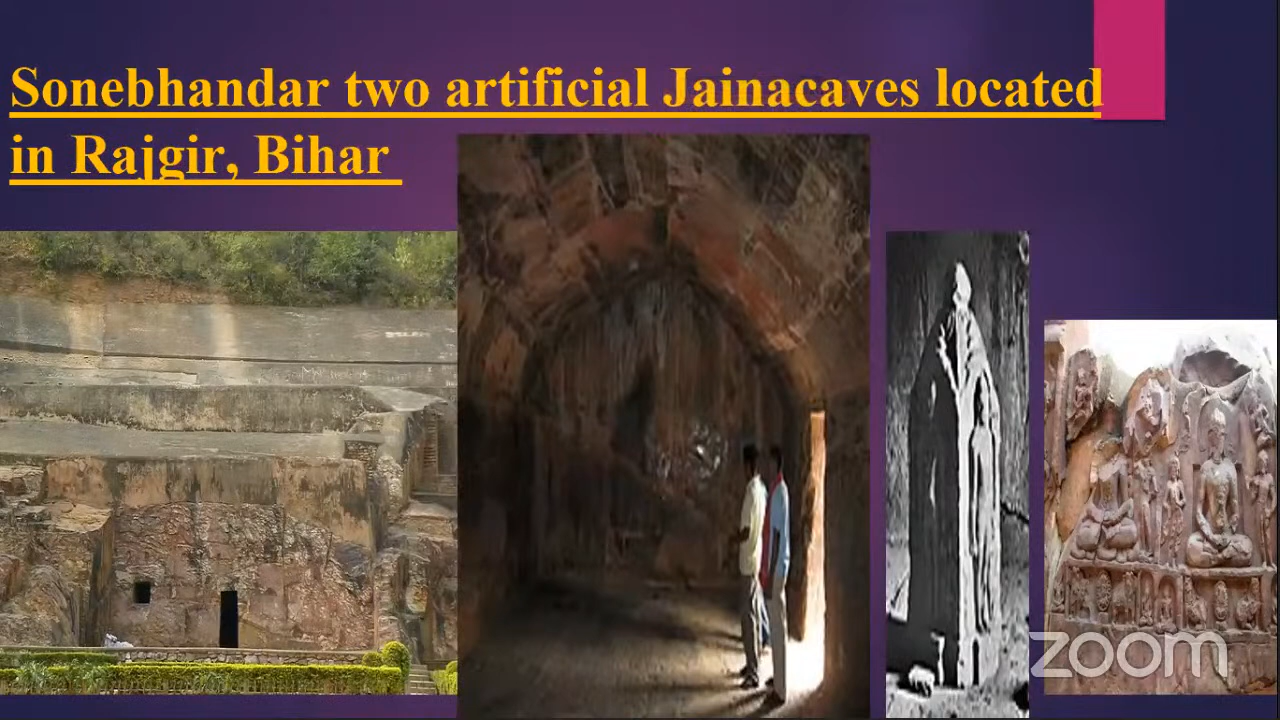 Sonebhandar two artificial Jainacaves located
in Rajgir, Bihar
zoom